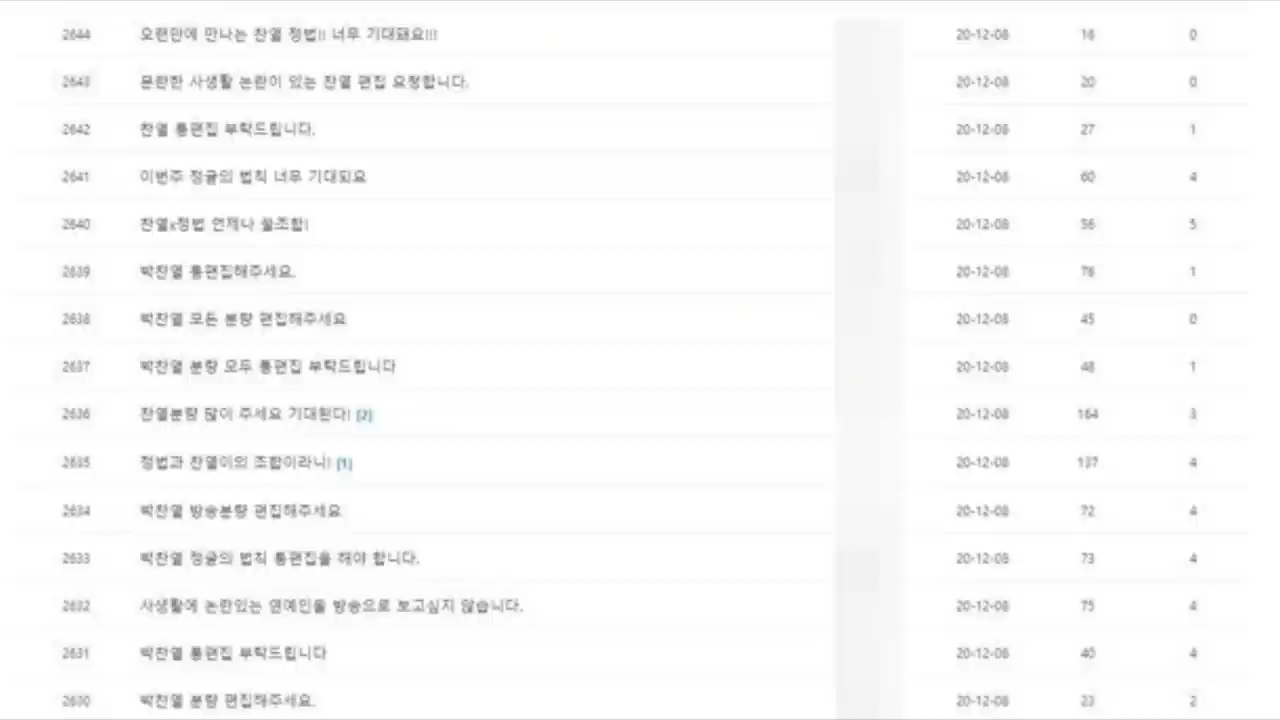 2644 오랜만에 만나는 찬열 정법!! 너무 기대돼요!!! 20-12-08 16 0
2643 문란한 사생활 논란이 있는 찬열 편집 요청합니다. 20-12-08 20 0
2642 찬열 통편집 부탁드립니다. 20-12-08 27 1
2641 이번주 정글의 법칙 너무 기대되요 20-12-08 60 4
2640 찬열x정법 언제나 꿀조합! 20-12-08 56 5
2639 박찬열 통편집해주세요. 20-12-08 76 1
2638 박찬열 모든 분량 편집해주세요 20-12-08 45 0
2637 박찬열 분량 모두 통편집 부탁드립니다 20-12-08 48 1
2636 찬열분량 많이 주세요 기대된다! [2] 20-12-08 164 3
2635 정법과 찬열이의 조합이라니! [1] 20-12-08 137 4
2634 박찬열 방송분량 편집해주세요 20-12-08 72 4
2633 박찬열 정글의 법칙 통편집을 해야 합니다. 20-12-08 73 4
2632 사생활에 논란있는 연예인을 방송으로 보고싶지 않습니다. 20-12-08 75 4
2631 박찬열 통편집 부탁드립니다 20-12-08 40 4
2630 박찬열 분량 편집해주세요. 20-12-08 23 2